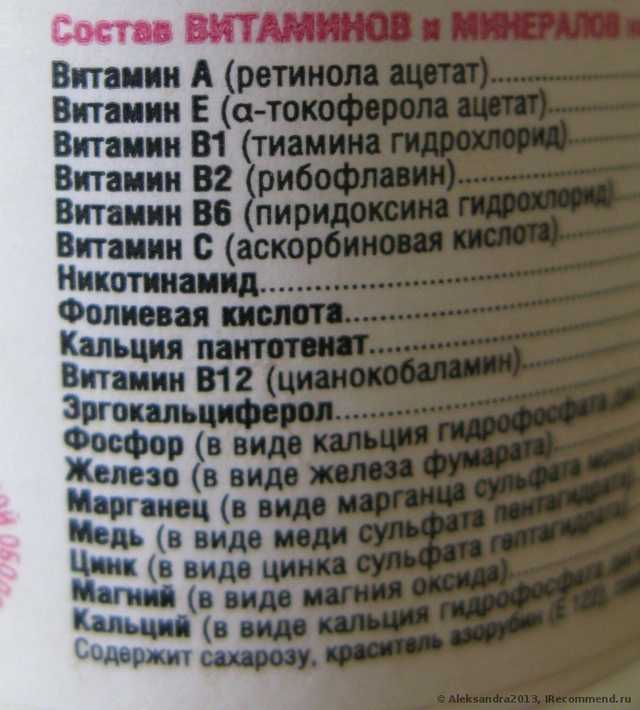 Состав ВИТАМИНОВ и МИНЕРАЛОВ
Витамин А (ретинола ацетат)
Витамин Е (α-токоферола ацетат)
Витамин В1 (тиамина гидрохлорид)
Витамин В2 (рибофлавин)
Витамин В6 (пиридоксина гидрохлорид)
Витамин С (аскорбиновая кислота)
Никотинамид
Фолиевая кислота
Кальция пантотенат
Витамин В12 (цианокобаламин)
Эргокальциферол
Фосфор (в виде кальция гидрофосфата
Железо (в виде железа фумарата)
Марганец (в виде марганца сульфата
Медь (в виде меди сульфата пентагидрата)
Цинк (в виде цинка сульфата гептагидрата)
Магний (в виде магния оксида)
Кальций (в виде кальция гидрофосфата
Содержит сахарозу, краситель азорубин (Е 122),
© Aleksandra2013, IRecommend.ru